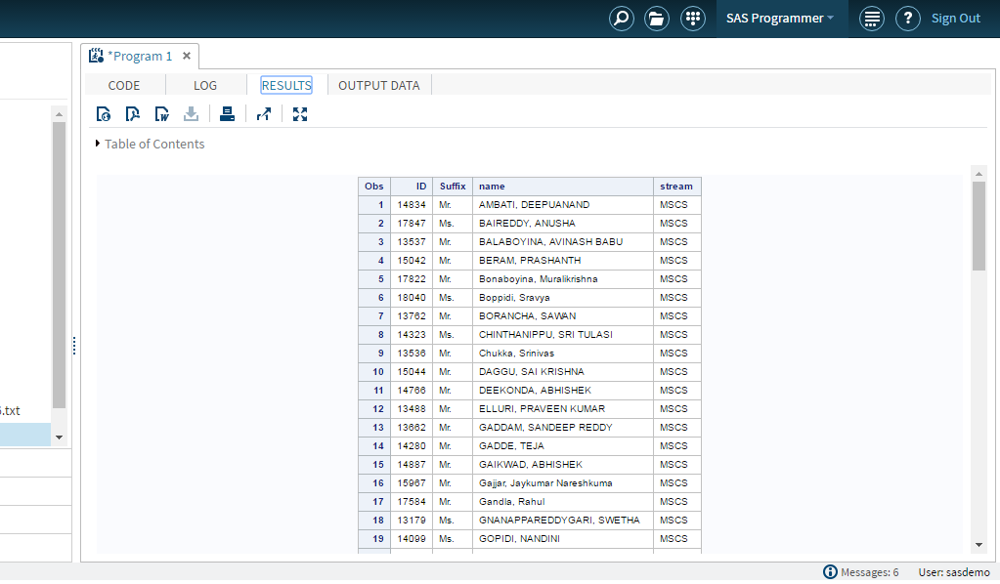 SAS Programmer
?
Sign Out
*Program 1
CODE LOG RESULTS OUTPUT DATA
Table of Contents
Obs ID Suffix name stream
1 14834 Mr. AMBATI, DEEPUANAND MSCS
2 17847 Ms. BAIREDDY, ANUSHA MSCS
3 13537 Mr. BALABOYINA, AVINASH BABU MSCS
4 15042 Mr. BERAM, PRASHANTH MSCS
5 17822 Mr. Bonaboyina, Muralikrishna MSCS
6 18040 Ms. Boppidi, Sravya MSCS
7 13762 Mr. BORANCHA, SAWAN MSCS
8 14323 Ms. CHINTHANIPPU, SRI TULASI MSCS
9 13536 Mr. Chukka, Srinivas MSCS
10 15044 Mr. DAGGU, SAI KRISHNA MSCS
11 14766 Mr. DEEKONDA, ABHISHEK MSCS
12 13488 Mr. ELLURI, PRAVEEN KUMAR MSCS
13 13662 Mr. GADDAM, SANDEEP REDDY MSCS
14 14280 Mr. GADDE, TEJA MSCS
15 14887 Mr. GAIKWAD, ABHISHEK MSCS
16 15967 Mr. Gajjar, Jaykumar Nareshkuma MSCS
17 17584 Mr. Gandla, Rahul MSCS
18 13179 Ms. GNANAPPAREDDYGARI, SWETHA MSCS
19 14099 Ms. GOPIDI, NANDINI MSCS
.txt
Messages: 6 User: sasdemo